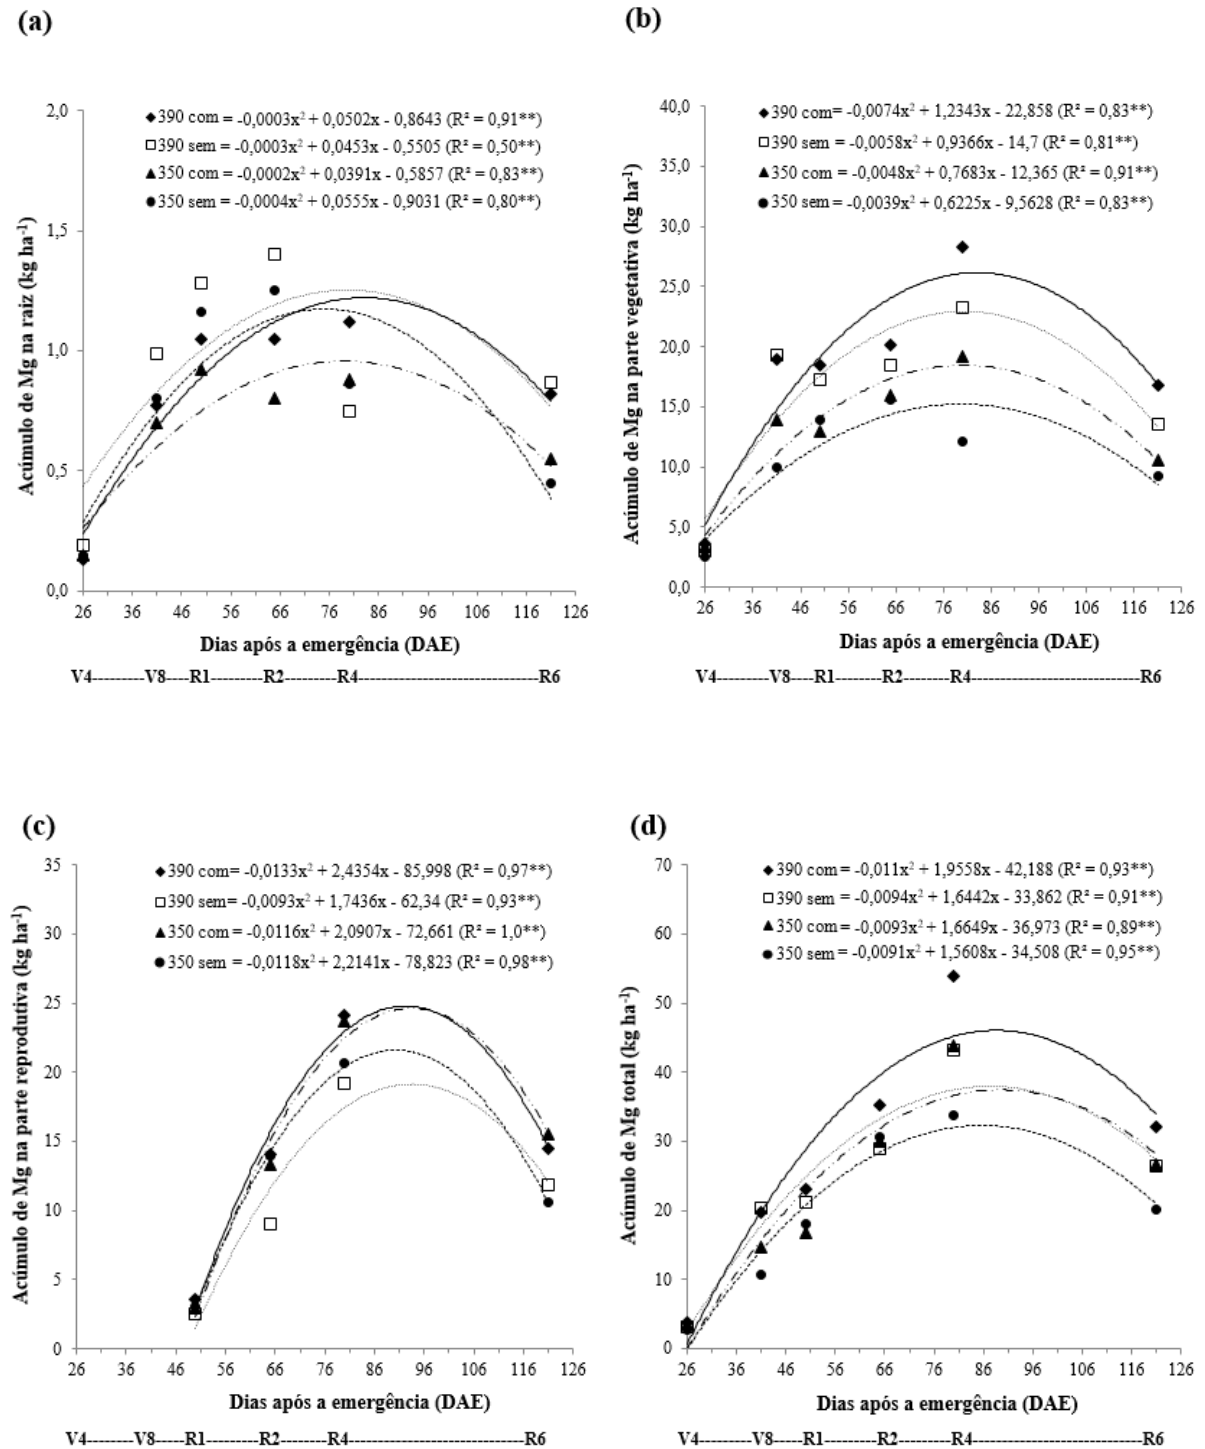 (a)
390 com = -0,0003x² + 0,0502x - 0,8643 (R² = 0,91**)
390 sem = -0,0003x² + 0,0453x - 0,5505 (R² = 0,50**)
350 com = -0,0002x² + 0,0391x - 0,5857 (R² = 0,83**)
350 sem = -0,0004x² + 0,0555x - 0,9031 (R² = 0,80**)
Acúmulo de Mg na raiz (kg ha⁻¹)
2,0
1,5
1,0
0,5
0,0
26 36 46 56 66 76 86 96 106 116 126
Dias após a emergência (DAE)
V4----------V8----R1----------R2----------R4-----------------------------------R6
(b)
390 com= -0,0074x² + 1,2343x - 22,858 (R² = 0,83**)
390 sem = -0,0058x² + 0,9366x - 14,7 (R² = 0,81**)
350 com = -0,0048x² + 0,7683x - 12,365 (R² = 0,91**)
350 sem = -0,0039x² + 0,6225x - 9,5628 (R² = 0,83**)
Acúmulo de Mg na parte vegetativa (kg ha⁻¹)
40,0
35,0
30,0
25,0
20,0
15,0
10,0
5,0
0,0
26 36 46 56 66 76 86 96 106 116 126
Dias após a emergência (DAE)
V4----------V8-----R1---------R2---------R4--------------------------------R6
(c)
390 com= -0,0133x² + 2,4354x - 85,998 (R² = 0,97**)
390 sem= -0,0093x² + 1,7436x - 62,34 (R² = 0,93**)
350 com= -0,0116x² + 2,0907x - 72,661 (R² = 1,0**)
350 sem = -0,0118x² + 2,2141x - 78,823 (R² = 0,98**)
Acúmulo de Mg na parte reprodutiva (kg ha⁻¹)
35
30
25
20
15
10
5
0
26 36 46 56 66 76 86 96 106 116 126
Dias após a emergência (DAE)
V4---------V8-----R1----------R2---------R4----------------------------------R6
(d)
390 com = -0,011x² + 1,9558x - 42,188 (R² = 0,93**)
390 sem = -0,0094x² + 1,6442x - 33,862 (R² = 0,91**)
350 com = -0,0093x² + 1,6649x - 36,973 (R² = 0,89**)
350 sem = -0,0091x² + 1,5608x - 34,508 (R² = 0,95**)
Acúmulo de Mg total (kg ha⁻¹)
70
60
50
40
30
20
10
0
26 36 46 56 66 76 86 96 106 116 126
Dias após a emergência (DAE)
V4----------V8------R1---------R2----------R4---------------------------------R6